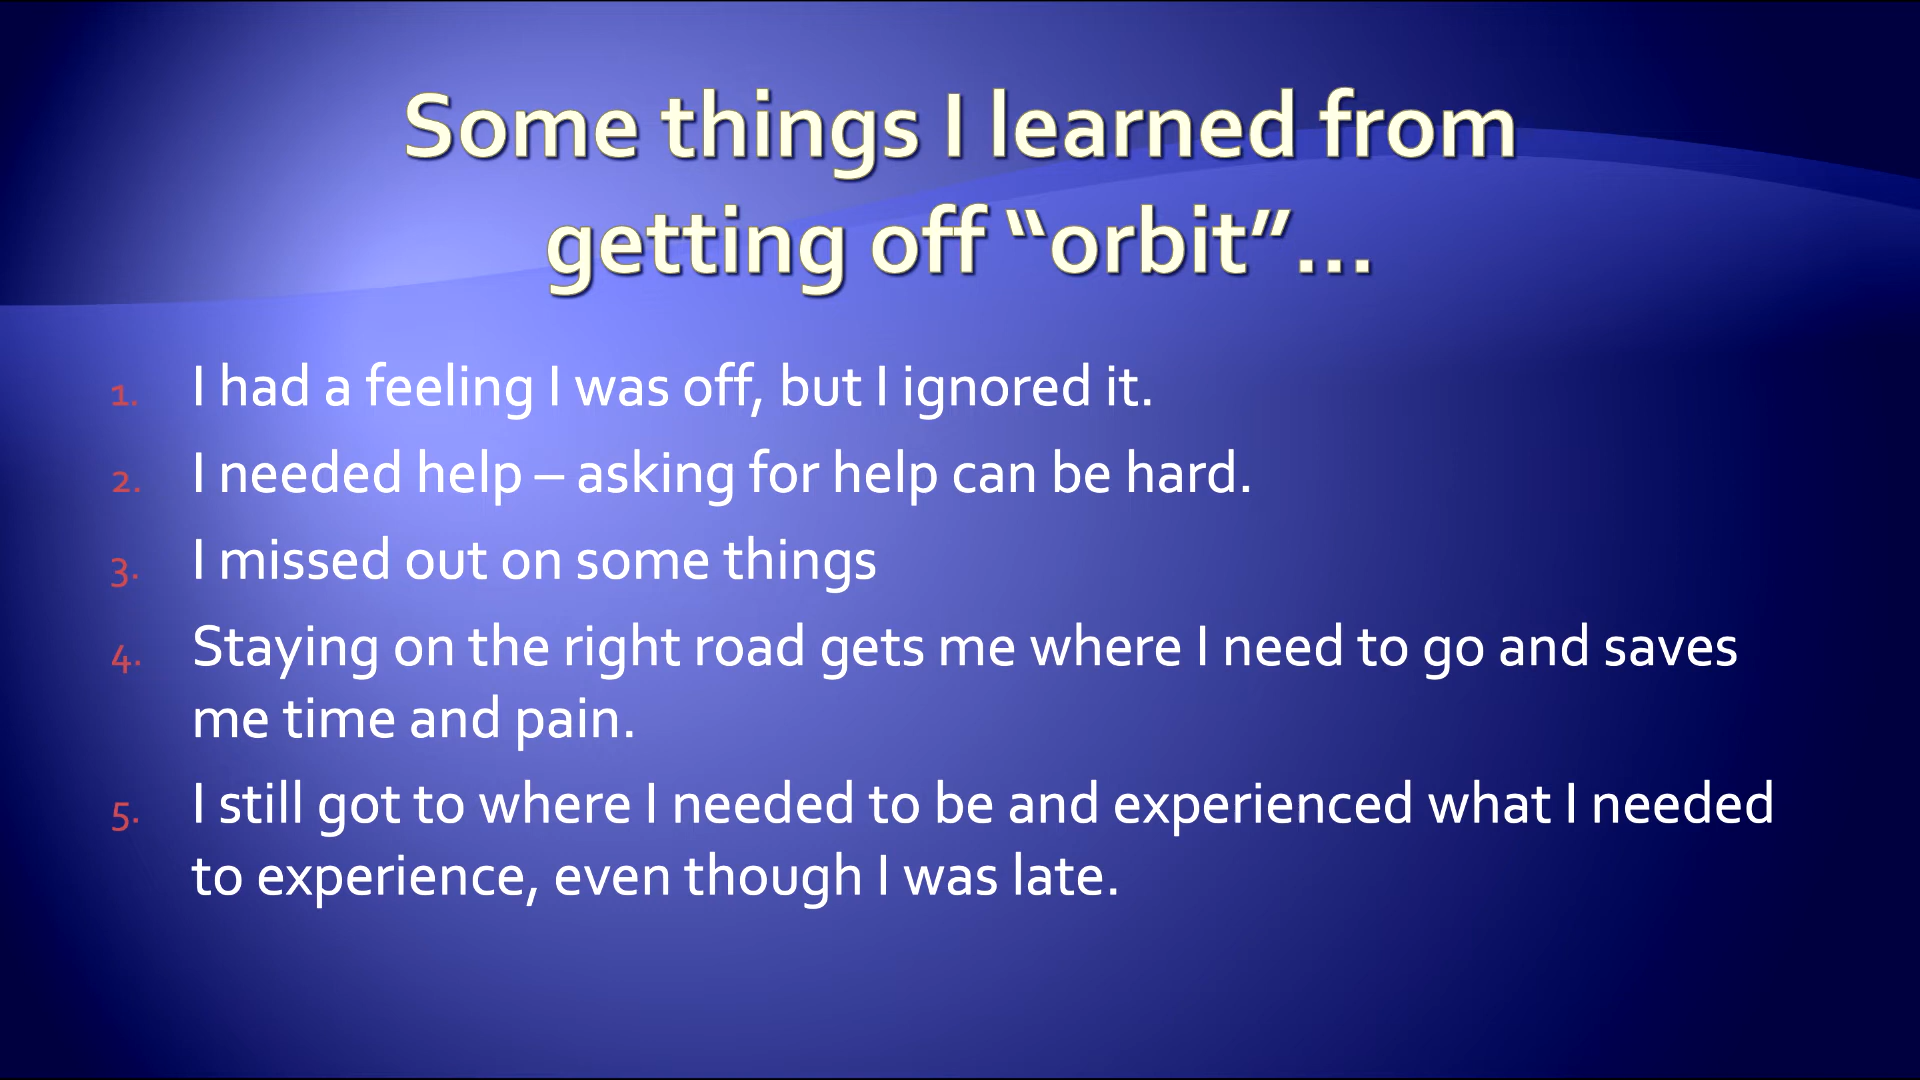 Some things I learned from
getting off “orbit”…
1. I had a feeling I was off, but I ignored it.
2. I needed help – asking for help can be hard.
3. I missed out on some things
4. Staying on the right road gets me where I need to go and saves
me time and pain.
5. I still got to where I needed to be and experienced what I needed
to experience, even though I was late.